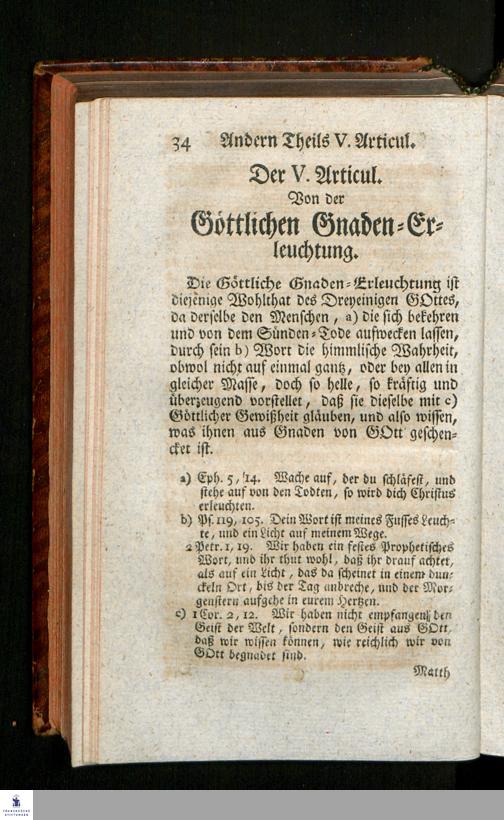 34 Andern Theils V. Articul.
Der V. Articul.
Von der
Göttlichen Gnaden-Er-
leuchtung.
Die Göttliche Gnaden-Erleuchtung ist
diejenige Wohlthat des Dreyeinigen GOttes,
da derselbe den Menschen, a) die sich bekehren
und von dem Sünden-Tode aufwecken lassen,
durch sein b) Wort die himmlische Wahrheit,
obwol nicht auf einmal gantz, oder bey allen in
gleicher Masse, doch so helle, so kräftig und
überzeugend vorstellet, daß sie dieselbe mit c)
Göttlicher Gewißheit gläuben, und also wissen,
was ihnen aus Gnaden von GOtt geschen-
cket ist.
a) Eph. 5, 14. Wache auf, der du schläfest, und
stehe auf von den Todten, so wird dich Christus
erleuchten.
b) Ps. 119, 105. Dein Wort ist meines Fusses Leuch-
te, und ein Licht auf meinem Wege.
2 Petr. 1, 19. Wir haben ein festes Prophetisches
Wort, und ihr thut wohl, daß ihr drauf achtet,
als auf ein Licht, das da scheinet in einem dun-
ckeln Ort, bis der Tag anbreche, und der Mor-
genstern aufgehe in eurem Hertzen.
c) 1 Cor. 2, 12. Wir haben nicht empfangen den
Geist der Welt, sondern den Geist aus GOtt,
daß wir wissen können, wie reichlich wir von
GOtt begnadet sind.
Matth
FRANCKESCHE
STIFTUNGEN